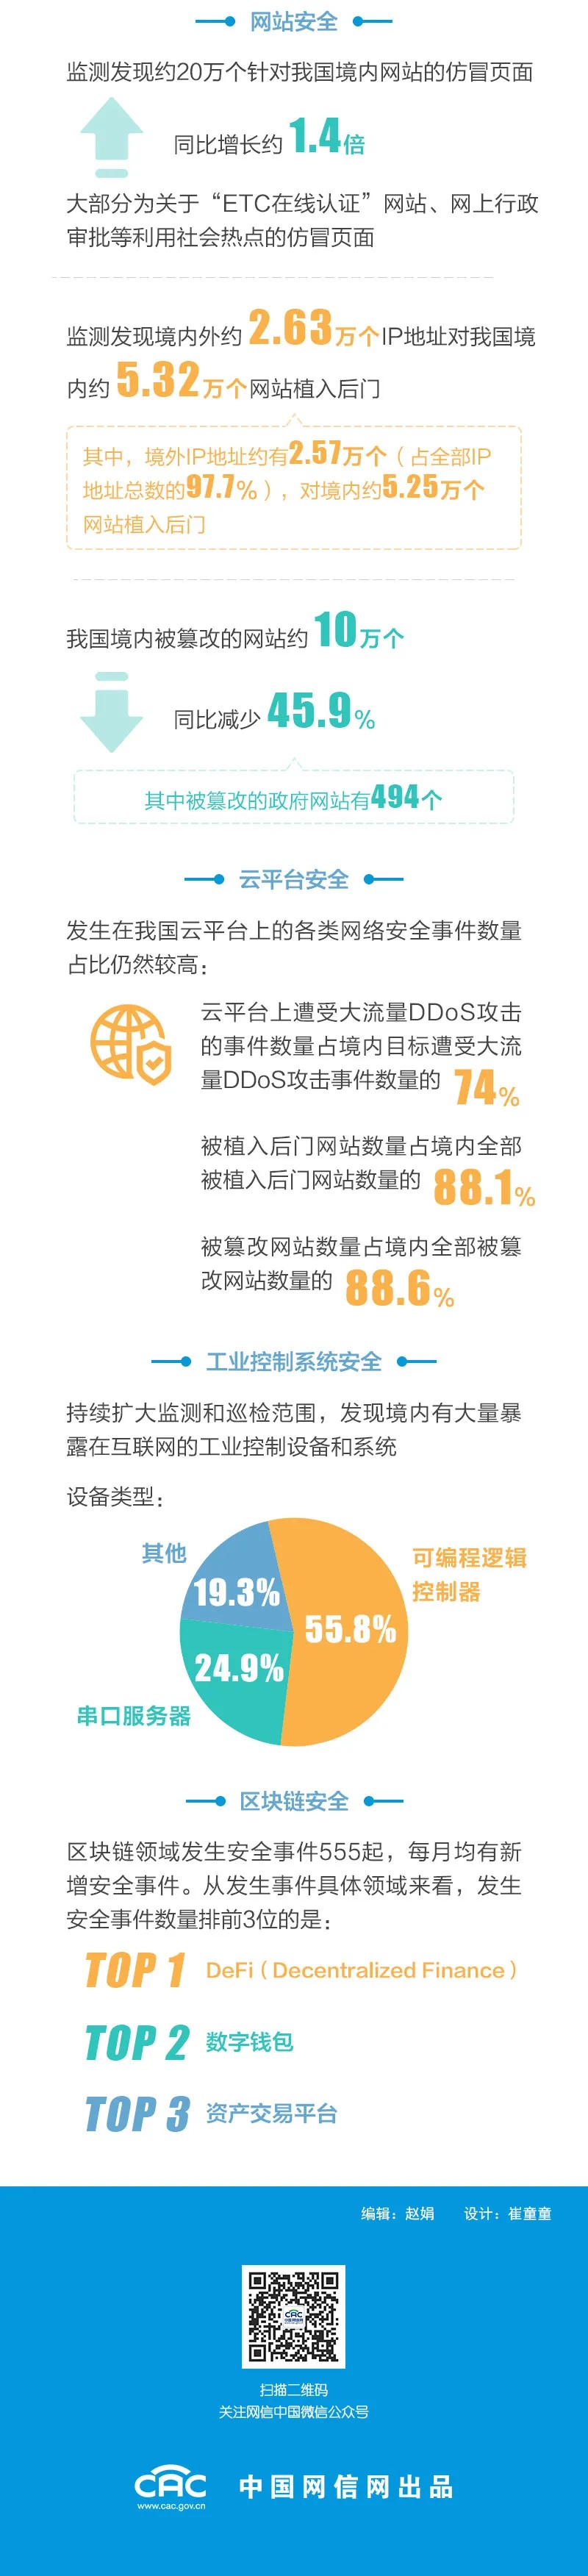 网站安全
监测发现约20万个针对我国境内网站的仿冒页面
同比增长约 1.4倍
大部分为关于“ETC在线认证”网站、网上行政
审批等利用社会热点的仿冒页面
监测发现境内外约 2.63万个IP地址对我国境
内约 5.32万个网站植入后门
其中，境外IP地址约有2.57万个（占全部IP
地址总数的97.7%），对境内约5.25万个
网站植入后门
我国境内被篡改的网站约 10万个
同比减少 45.9%
其中被篡改的政府网站有494个
云平台安全
发生在我国云平台上的各类网络安全事件数量
占比仍然较高：
云平台上遭受大流量DDoS攻击
的事件数量占境内目标遭受大流
量DDoS攻击事件数量的 74%
被植入后门网站数量占境内全部
被植入后门网站数量的 88.1%
被篡改网站数量占境内全部被篡
改网站数量的 88.6%
工业控制系统安全
持续扩大监测和巡检范围，发现境内有大量暴
露在互联网的工业控制设备和系统
设备类型：
其他
19.3%
可编程逻辑
控制器
55.8%
24.9%
串口服务器
区块链安全
区块链领域发生安全事件555起，每月均有新
增安全事件。从发生事件具体领域来看，发生
安全事件数量排前3位的是：
TOP 1 DeFi（Decentralized Finance）
TOP 2 数字钱包
TOP 3 资产交易平台
编辑：赵娟 设计：崔童童
CAC
扫描二维码
关注网信中国微信公众号
CAC
www.cac.gov.cn
中国网信网出品